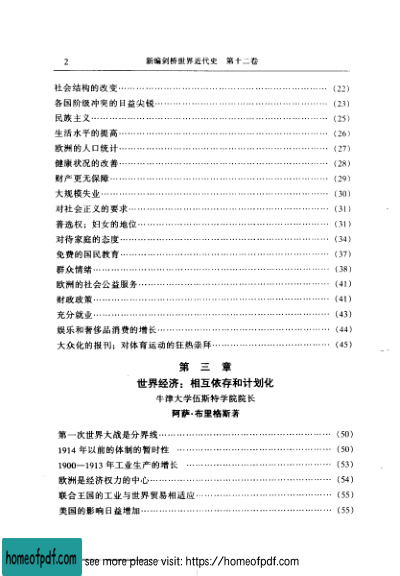 2 新编剑桥世界近代史 第十二卷
社会结构的改变…………………………(22)
各国阶级冲突的日益尖锐…………………………(23)
民族主义…………………………(25)
生活水平的提高…………………………(26)
欧洲的人口统计…………………………(27)
健康状况的改善…………………………(28)
财产更无保障…………………………(29)
大规模失业…………………………(30)
对社会正义的要求…………………………(31)
普选权;妇女的地位…………………………(31)
对待家庭的态度…………………………(34)
免费的国民教育…………………………(37)
群众情绪…………………………(38)
欧洲的社会公益服务…………………………(41)
财政政策…………………………(41)
充分就业…………………………(43)
娱乐和奢侈品消费的增长…………………………(44)
大众化的报刊;对体育运动的狂热崇拜…………………………(45)
第三章
世界经济:相互依存和计划化
牛津大学伍斯特学院院长
阿萨·布里格斯著
第一次世界大战是分界线…………………………(50)
1914年以前的体制的暂时性…………………………(50)
1900—1913年工业生产的增长…………………………(53)
欧洲是经济权力的中心…………………………(54)
联合王国的工业与世界贸易相适应…………………………(55)
美国的影响日益增加…………………………(55)
homeofpdf.com see more please visit: https://homeofpdf.com